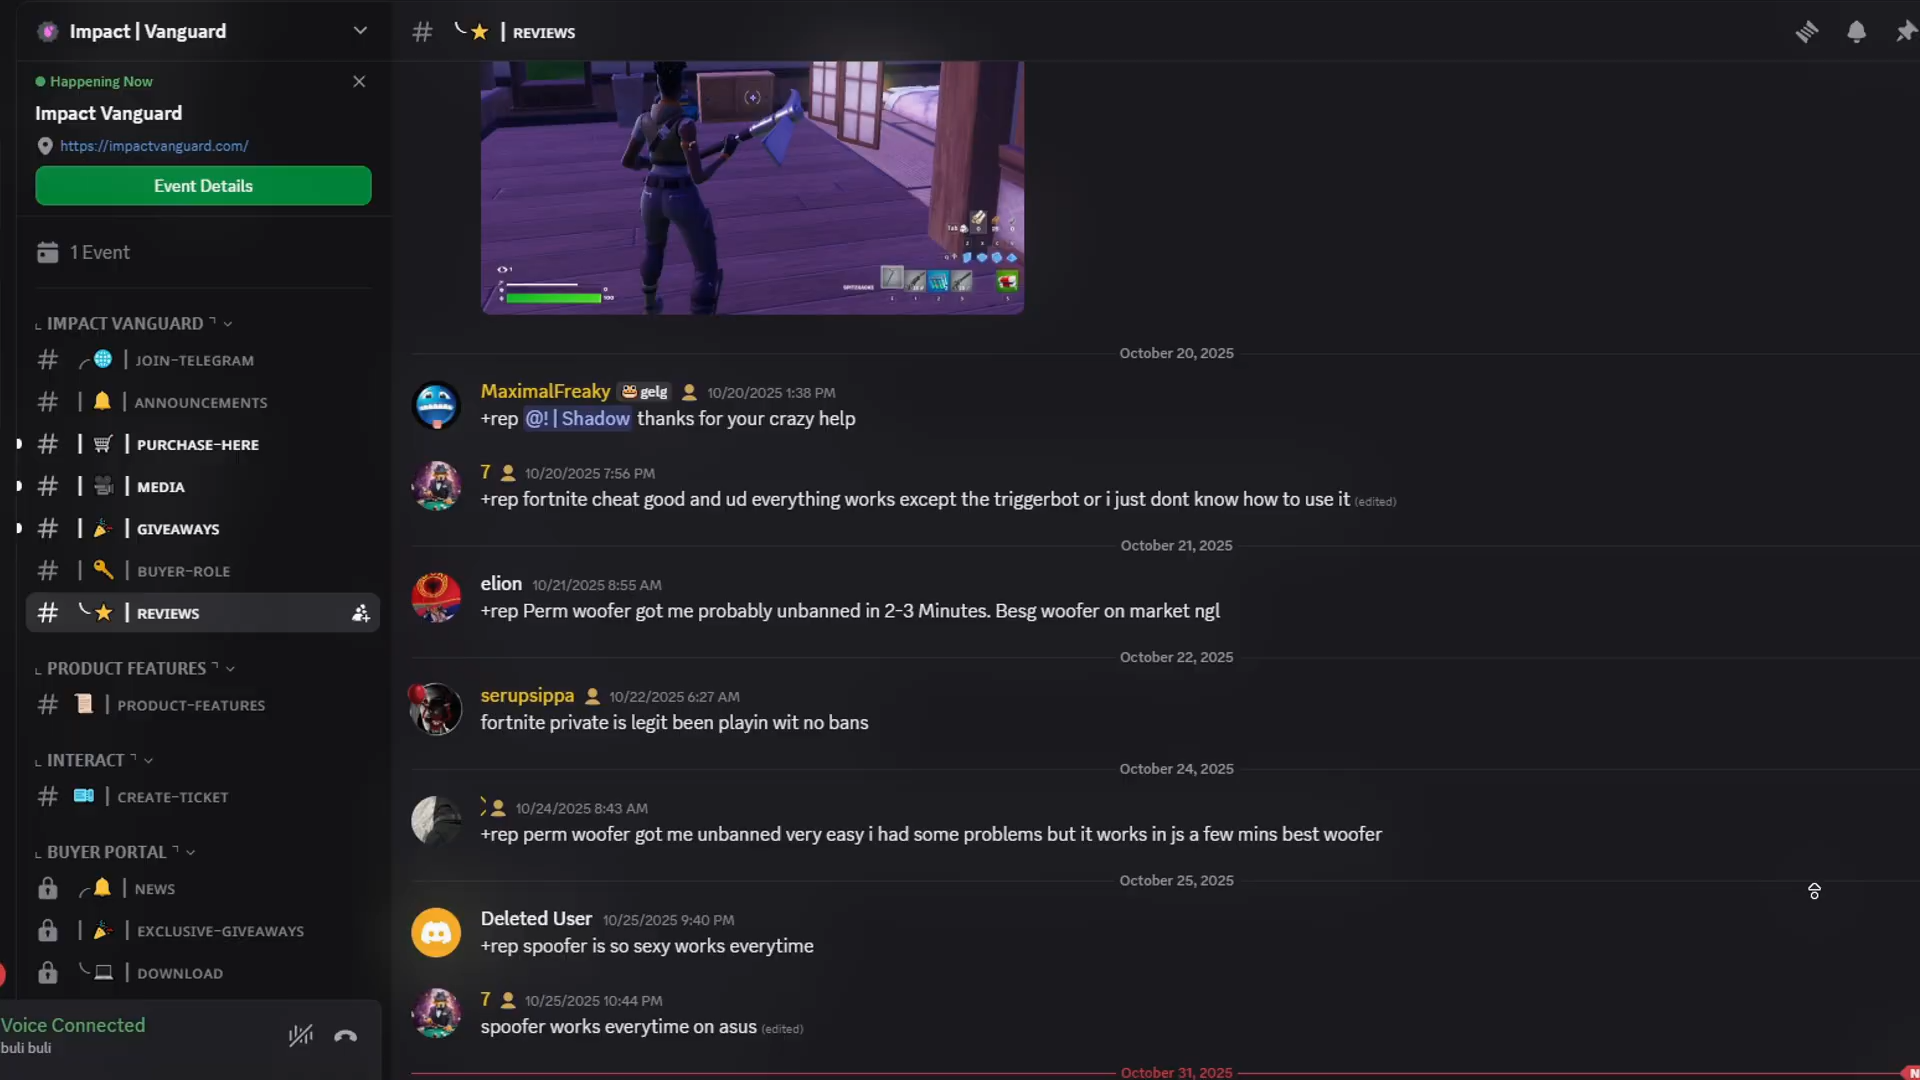 Impact | Vanguard
Happening Now
Impact Vanguard
https://impactvanguard.com/
Event Details
1 Event
IMPACT VANGUARD
JOIN-TELEGRAM
ANNOUNCEMENTS
PURCHASE-HERE
MEDIA
GIVEAWAYS
BUYER-ROLE
REVIEWS
PRODUCT FEATURES
PRODUCT-FEATURES
INTERACT
CREATE-TICKET
BUYER PORTAL
NEWS
EXCLUSIVE-GIVEAWAYS
DOWNLOAD
Voice Connected
buli buli
REVIEWS
October 20, 2025
MaximalFreaky gelg 10/20/2025 1:38 PM
+rep @! | Shadow thanks for your crazy help
7 10/20/2025 7:56 PM
+rep fortnite cheat good and ud everything works except the triggerbot or i just dont know how to use it (edited)
October 21, 2025
elion 10/21/2025 8:55 AM
+rep Perm woofer got me probably unbanned in 2-3 Minutes. Besg woofer on market ngl
October 22, 2025
serupsippa 10/22/2025 6:27 AM
fortnite private is legit been playin wit no bans
October 24, 2025
10/24/2025 8:43 AM
+rep perm woofer got me unbanned very easy i had some problems but it works in js a few mins best woofer
October 25, 2025
Deleted User 10/25/2025 9:40 PM
+rep spoofer is so sexy works everytime
7 10/25/2025 10:44 PM
spoofer works everytime on asus (edited)
October 31, 2025